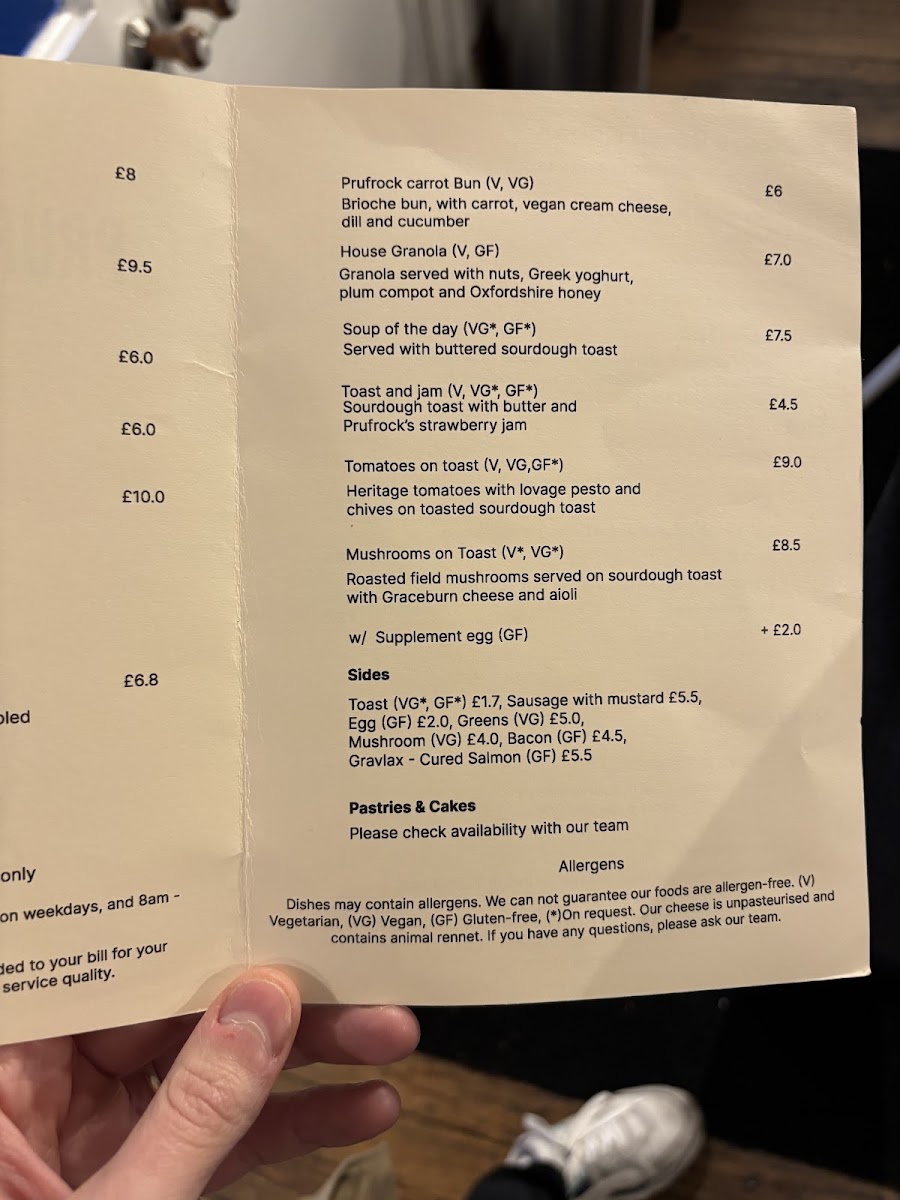 £8
£9.5
£6.0
£6.0
£10.0
£6.8
only
on weekdays, and 8am -
to your bill for your
service quality.
Prufrock carrot Bun (V, VG)
£6
Brioche bun, with carrot, vegan cream cheese,
dill and cucumber
House Granola (V, GF)
£7.0
Granola served with nuts, Greek yoghurt,
plum compot and Oxfordshire honey
Soup of the day (VG*, GF*)
£7.5
Served with buttered sourdough toast
Toast and jam (V, VG*, GF*)
£4.5
Sourdough toast with butter and
Prufrock's strawberry jam
Tomatoes on toast (V, VG,GF*)
£9.0
Heritage tomatoes with lovage pesto and
chives on toasted sourdough toast
Mushrooms on Toast (V*, VG*)
£8.5
Roasted field mushrooms served on sourdough toast
with Graceburn cheese and aioli
w/ Supplement egg (GF)
+ £2.0
Sides
Toast (VG*, GF*) £1.7, Sausage with mustard £5.5,
Egg (GF) £2.0, Greens (VG) £5.0,
Mushroom (VG) £4.0, Bacon (GF) £4.5,
Gravlax - Cured Salmon (GF) £5.5
Pastries & Cakes
Please check availability with our team
Allergens
Dishes may contain allergens. We can not guarantee our foods are allergen-free. (V)
Vegetarian, (VG) Vegan, (GF) Gluten-free, (*)On request. Our cheese is unpasteurised and
contains animal rennet. If you have any questions, please ask our team.